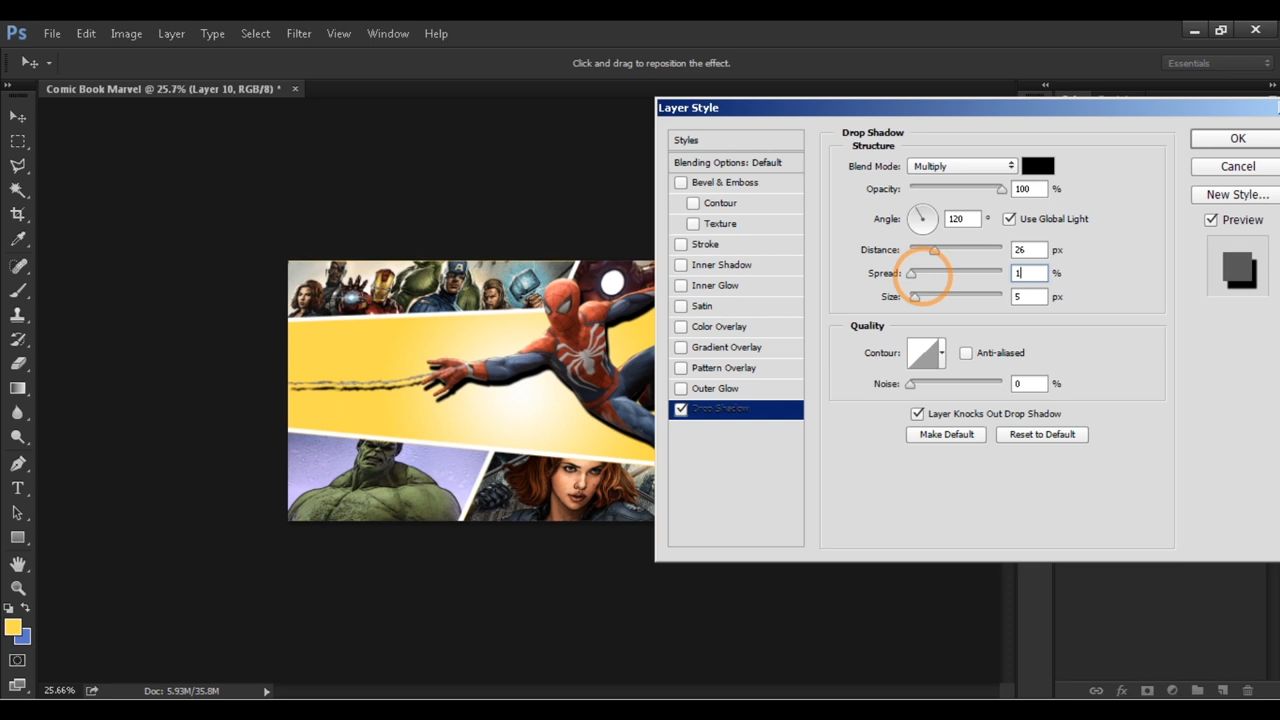 Ps File Edit Image Layer Type Select Filter View Window Help
Click and drag to reposition the effect.
Essentials
Comic Book Marvel @ 25.7% (Layer 10, RGB/8) * ×
Layer Style
Styles
Blending Options: Default
Bevel & Emboss
Contour
Texture
Stroke
Inner Shadow
Inner Glow
Satin
Color Overlay
Gradient Overlay
Pattern Overlay
Outer Glow
Drop Shadow
Drop Shadow
Structure
Blend Mode: Multiply
Opacity: 100 %
Angle: 120 ° Use Global Light
Distance: 26 px
Spread: 1 %
Size: 5 px
Quality
Contour: Anti-aliased
Noise: 0 %
Layer Knocks Out Drop Shadow
Make Default Reset to Default
OK
Cancel
New Style...
Preview
25.66% Doc: 5.93M/35.8M